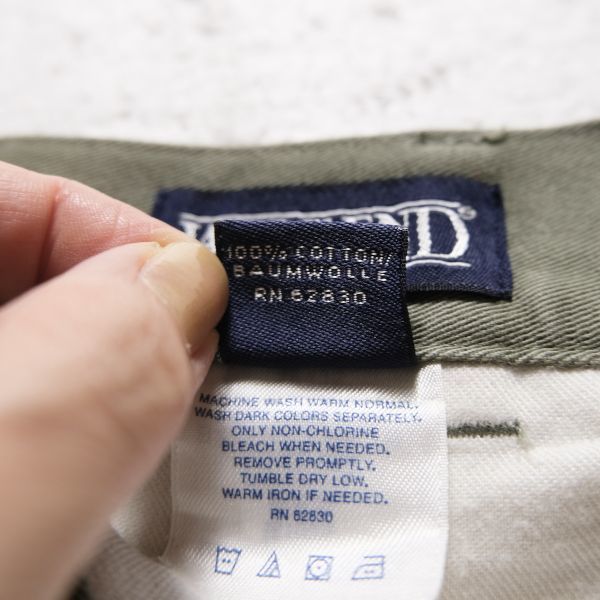 END®
100% COTTON/
BAUMWOLLE
RN 62830
MACHINE WASH WARM NORMAL.
WASH DARK COLORS SEPARATELY.
ONLY NON-CHLORINE
BLEACH WHEN NEEDED.
REMOVE PROMPTLY.
TUMBLE DRY LOW.
WARM IRON IF NEEDED.
RN 62830